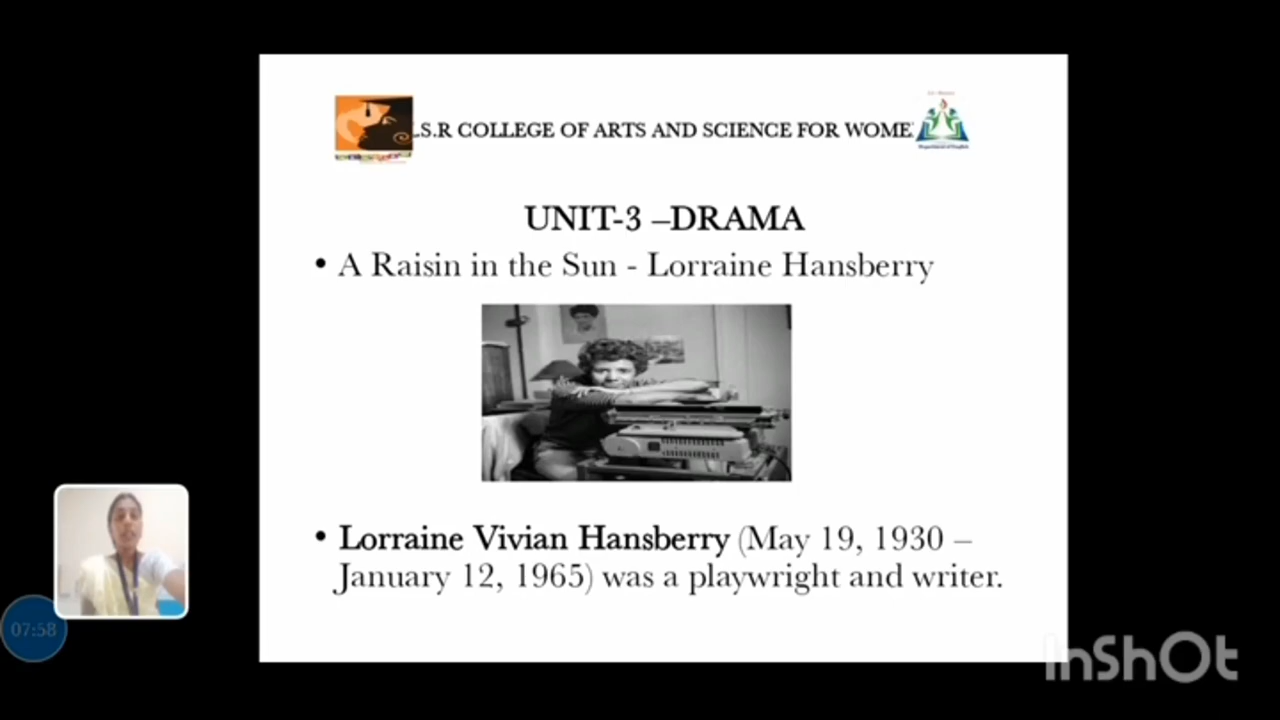 .S.R COLLEGE OF ARTS AND SCIENCE FOR WOME
UNIT-3 –DRAMA
• A Raisin in the Sun - Lorraine Hansberry
• Lorraine Vivian Hansberry (May 19, 1930 –
January 12, 1965) was a playwright and writer.
07:58
InShOt